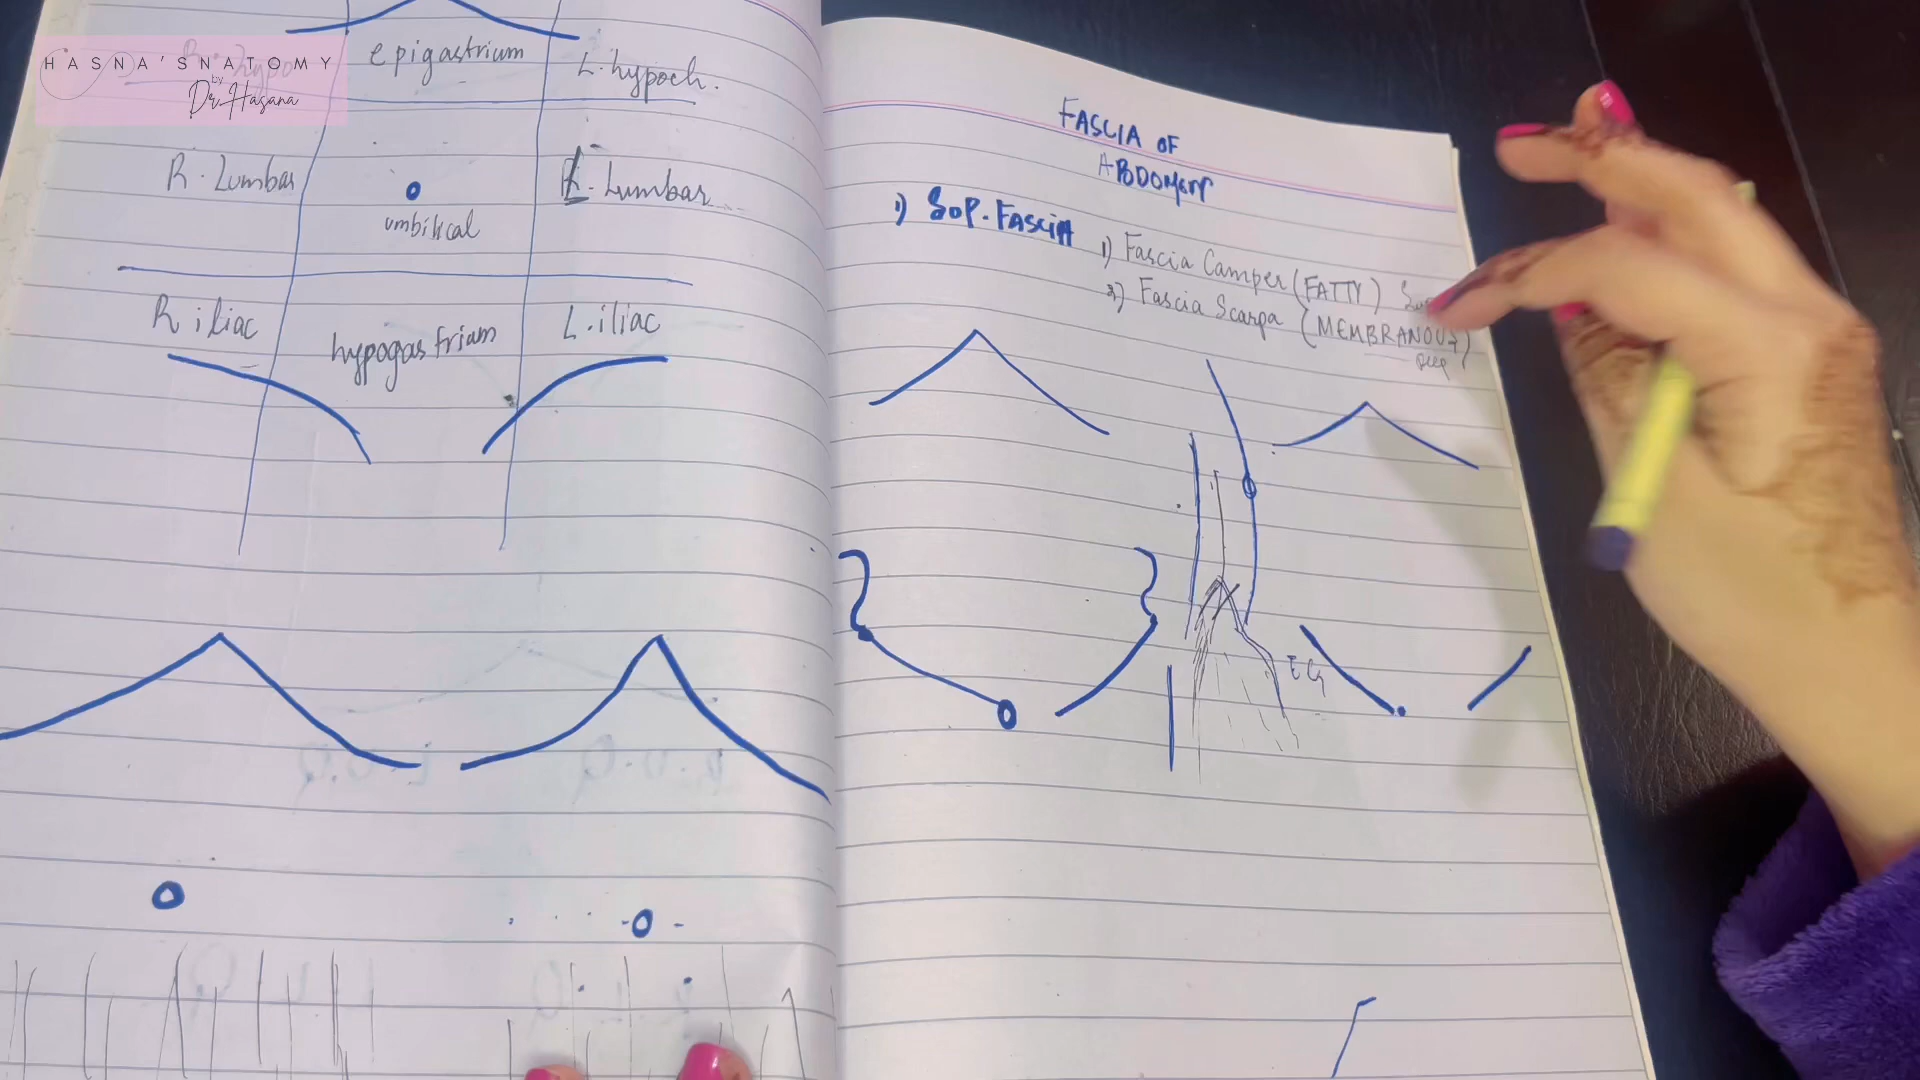 HASNA'SNATOMY
by
Dr.Hasana
epigastrium
L.hypoch.
R.Lumbar
L.Lumbar
umbilical
R iliac
hypogastrium
L.iliac
FASCIA OF
ABDOMEN
1) SUP.FASCIA
1) Fascia Camper (FATTY)
2) Fascia Scarpa (MEMBRANOUS)
deep